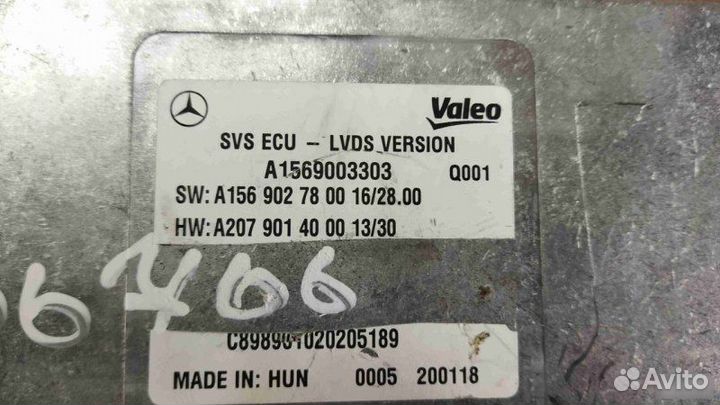 Valeo
SVS ECU – LVDS VERSION
A1569003303 Q001
SW: A156 902 78 00 16/28.00
HW: A207 901 40 00 13/30
766
C898901020205189
MADE IN: HUN 0005 200118
Avito